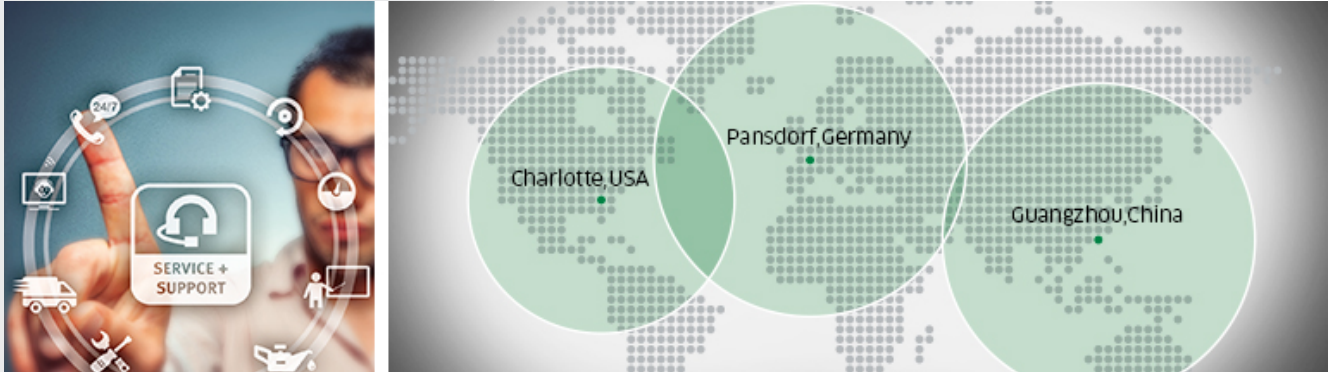 24/7
SERVICE +
SUPPORT
Charlotte,USA
Pansdorf,Germany
Guangzhou,China